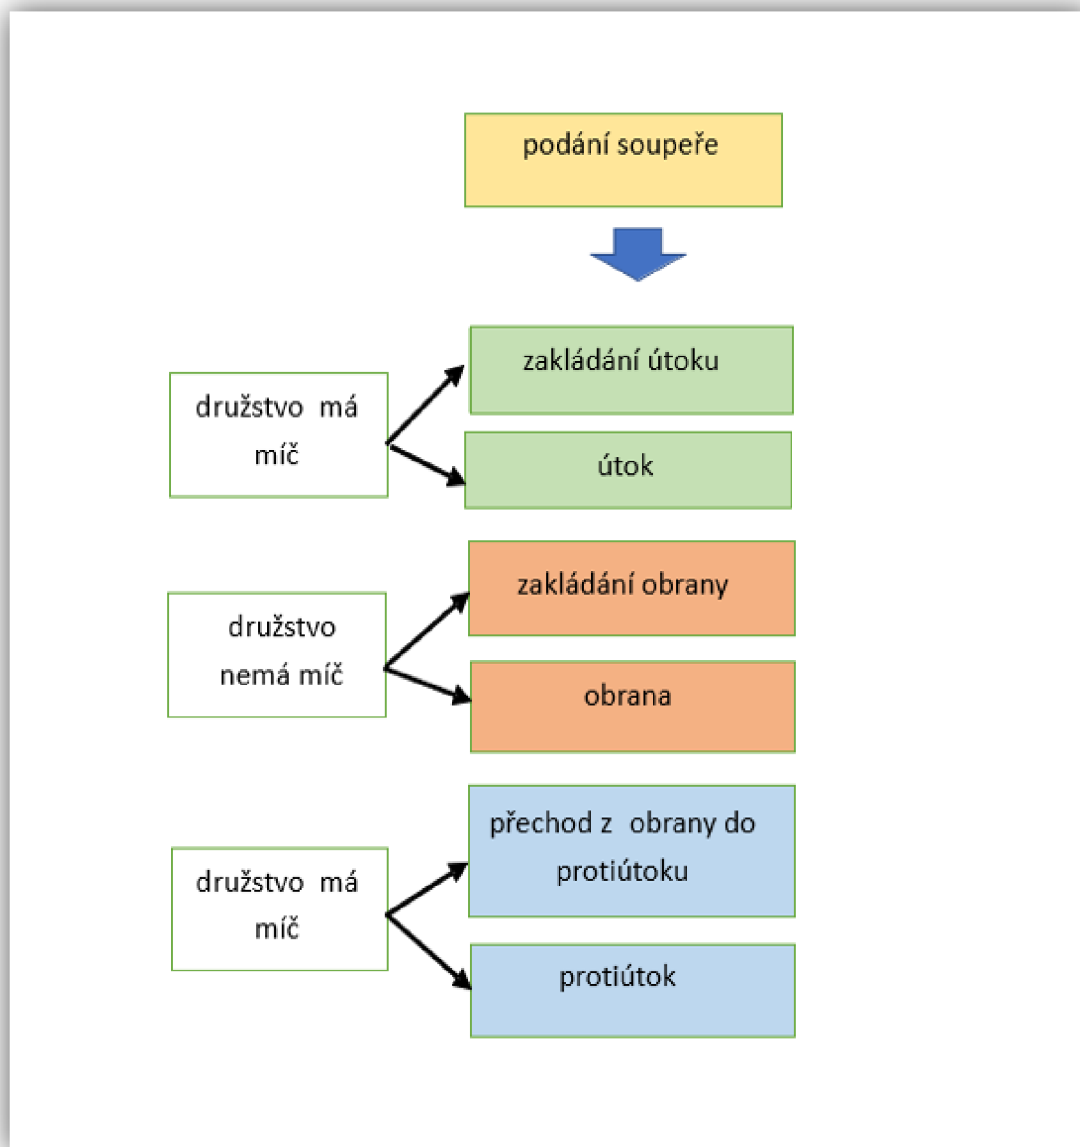 podání soupeře
zakládání útoku
družstvo má
míč
útok
zakládání obrany
družstvo
nemá míč
obrana
přechod z obrany do
protiútoku
družstvo má
míč
protiútok